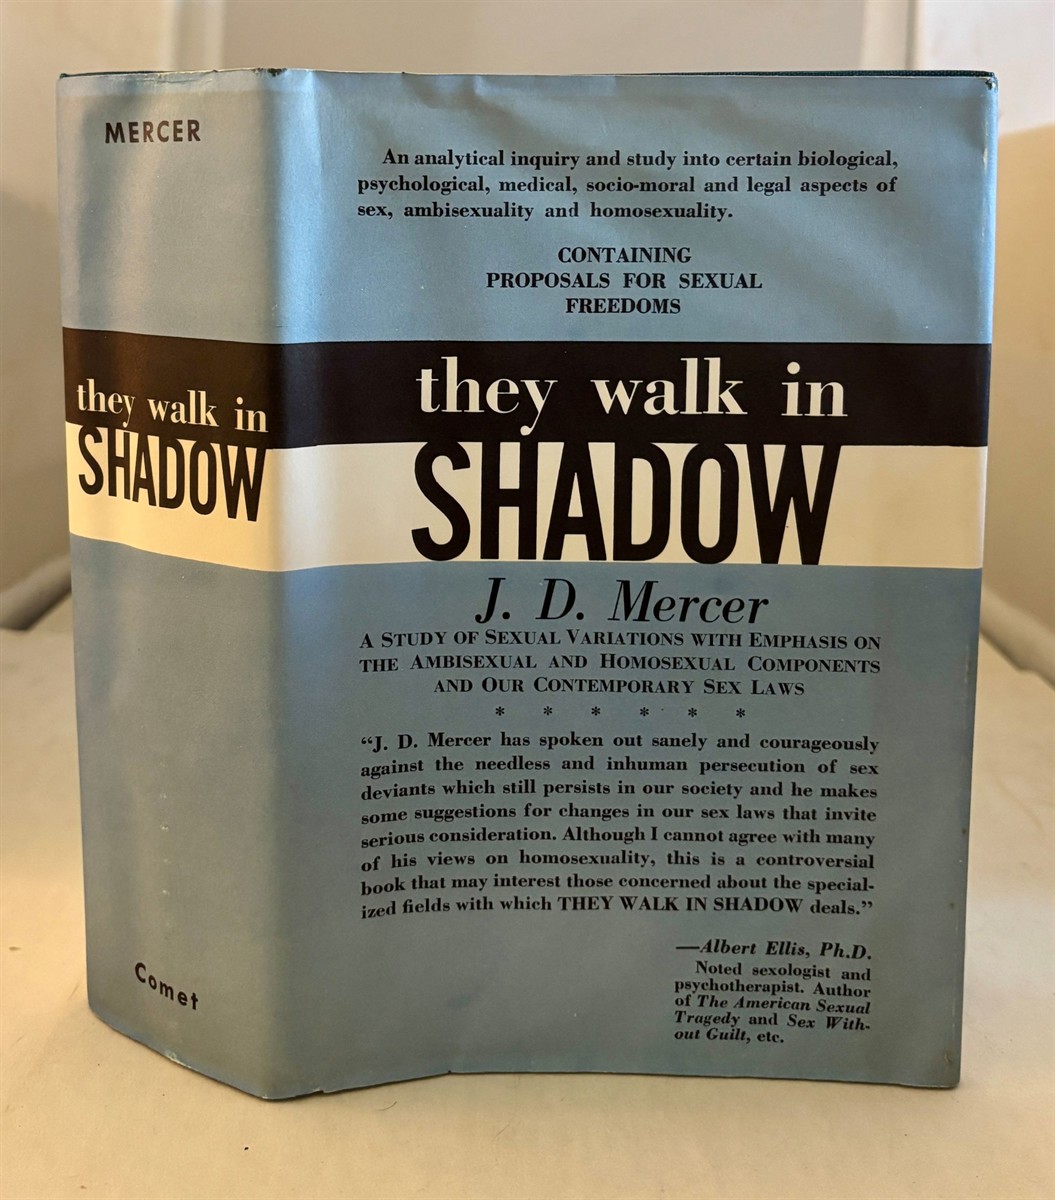 MERCER
they walk in
SHADOW
Comet
An analytical inquiry and study into certain biological,
psychological, medical, socio-moral and legal aspects of
sex, ambisexuality and homosexuality.
CONTAINING
PROPOSALS FOR SEXUAL
FREEDOMS
they walk in
SHADOW
J. D. Mercer
A STUDY OF SEXUAL VARIATIONS WITH EMPHASIS ON
THE AMBISEXUAL AND HOMOSEXUAL COMPONENTS
AND OUR CONTEMPORARY SEX LAWS
* * * * * *
“J. D. Mercer has spoken out sanely and courageously
against the needless and inhuman persecution of sex
deviants which still persists in our society and he makes
some suggestions for changes in our sex laws that invite
serious consideration. Although I cannot agree with many
of his views on homosexuality, this is a controversial
book that may interest those concerned about the special-
ized fields with which THEY WALK IN SHADOW deals.”
—Albert Ellis, Ph.D.
Noted sexologist and
psychotherapist. Author
of The American Sexual
Tragedy and Sex With-
out Guilt, etc.